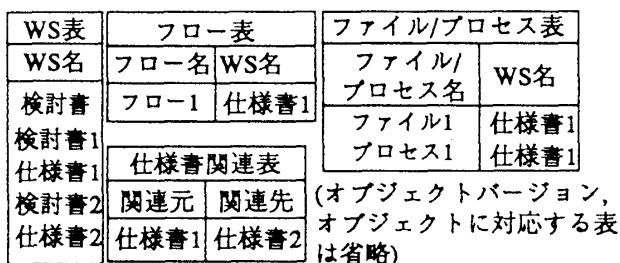 WS表
WS名
検討書
検討書1
仕様書1
検討書2
仕様書2
フロー表
フロー名 WS名
フロー1 仕様書1
仕様書関連表
関連元 関連先
仕様書1 仕様書2
ファイル/プロセス表
ファイル/
プロセス名
WS名
ファイル1 仕様書1
プロセス1 仕様書1
(オブジェクトバージョン,
オブジェクトに対応する表
は省略)